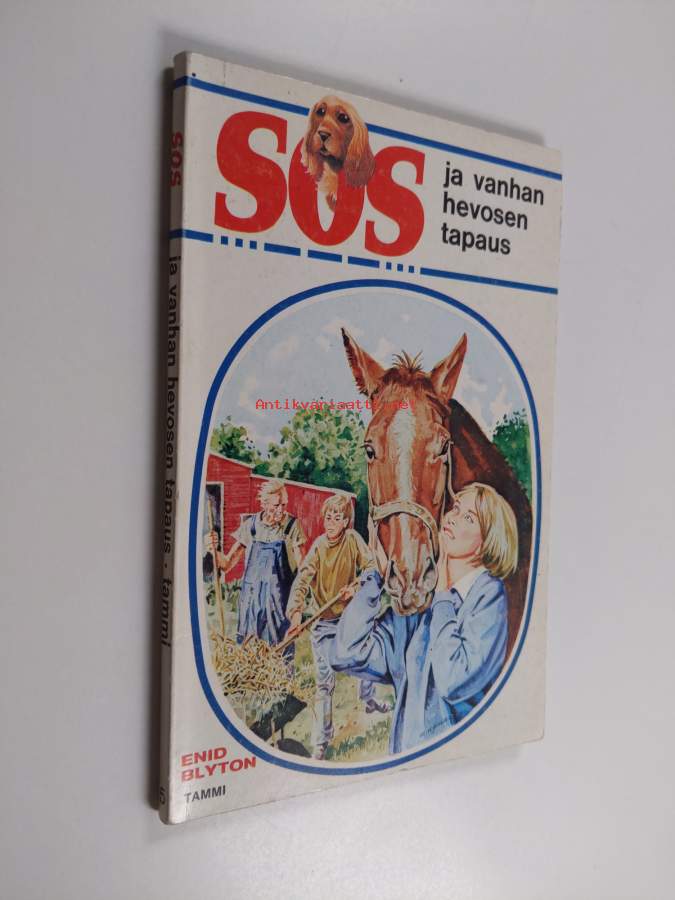 SOS
ja vanhan
hevosen
tapaus
Antikvariaatti.net
ENID
BLYTON
TAMMI
SOS
ja vanhan hevosen tapaus · tammi
5